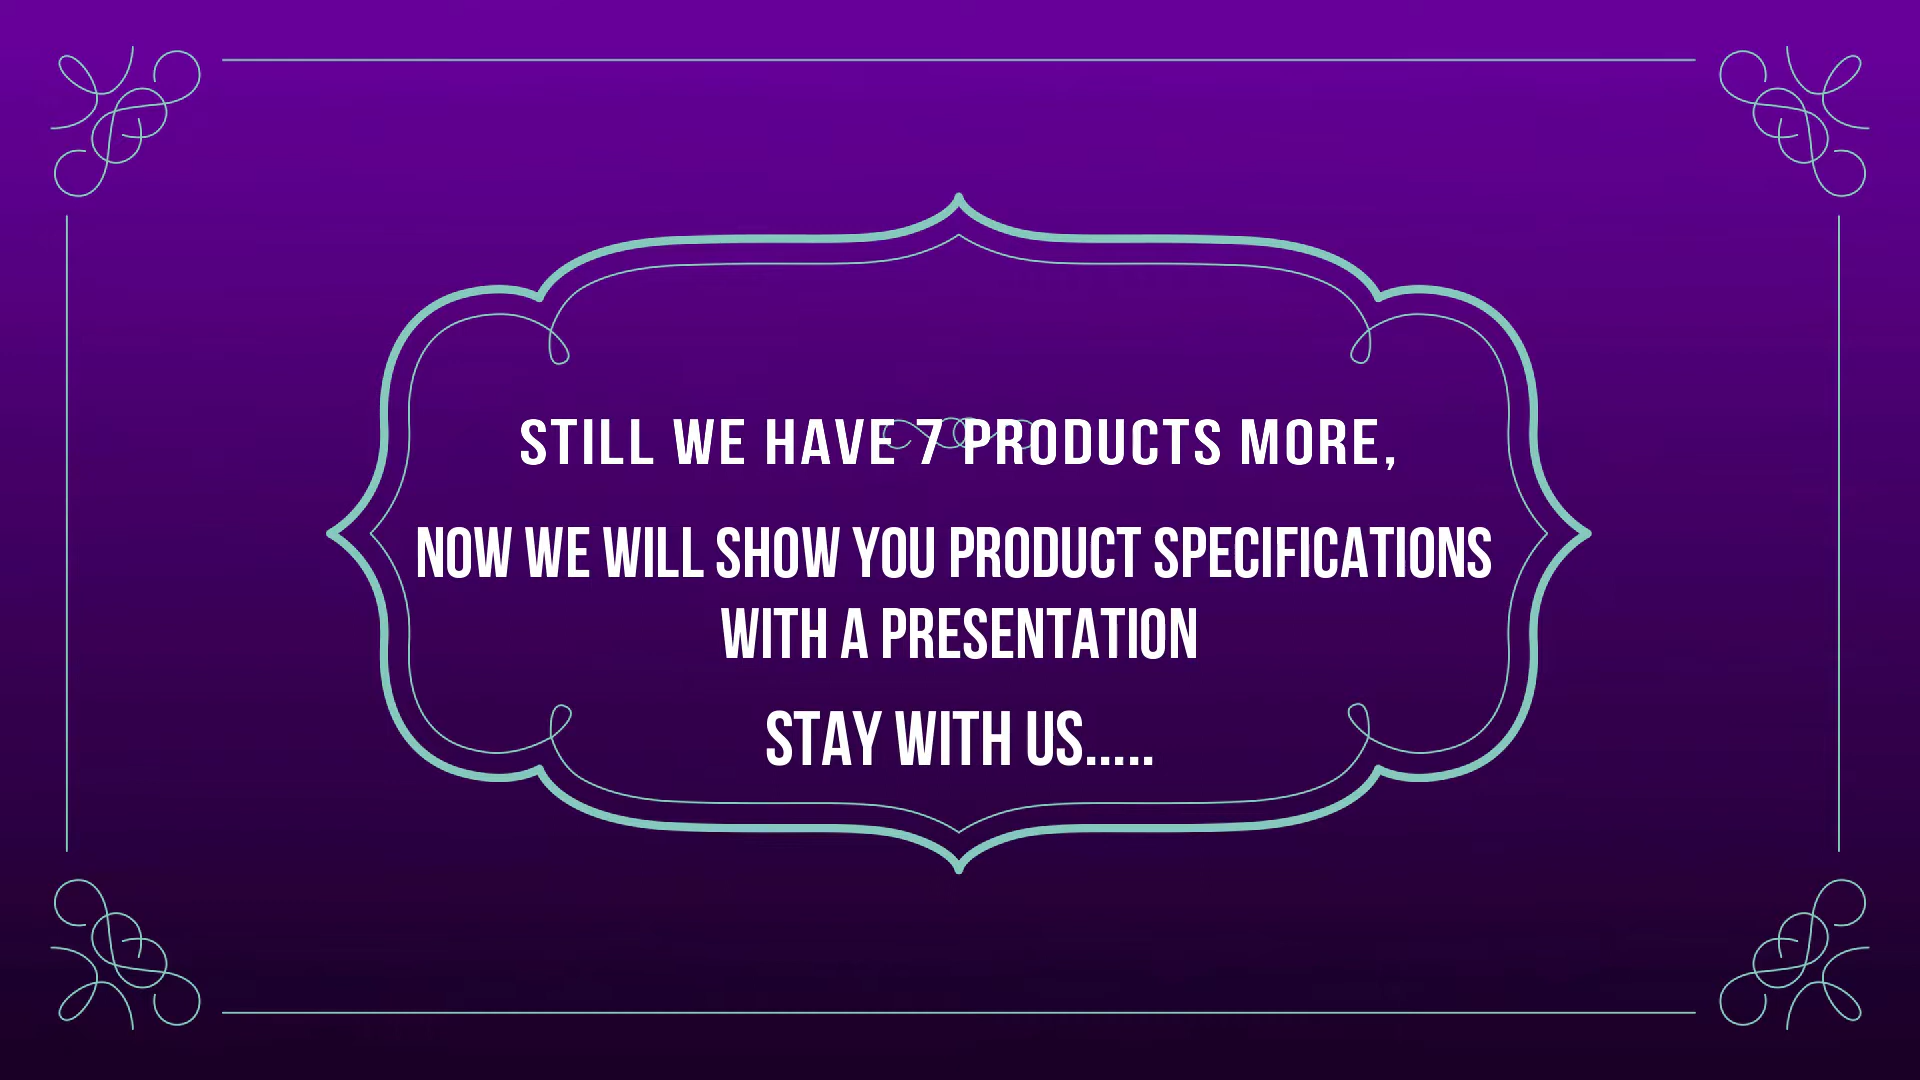 STILL WE HAVE 7 PRODUCTS MORE,
NOW WE WILL SHOW YOU PRODUCT SPECIFICATIONS
WITH A PRESENTATION
STAY WITH US.....